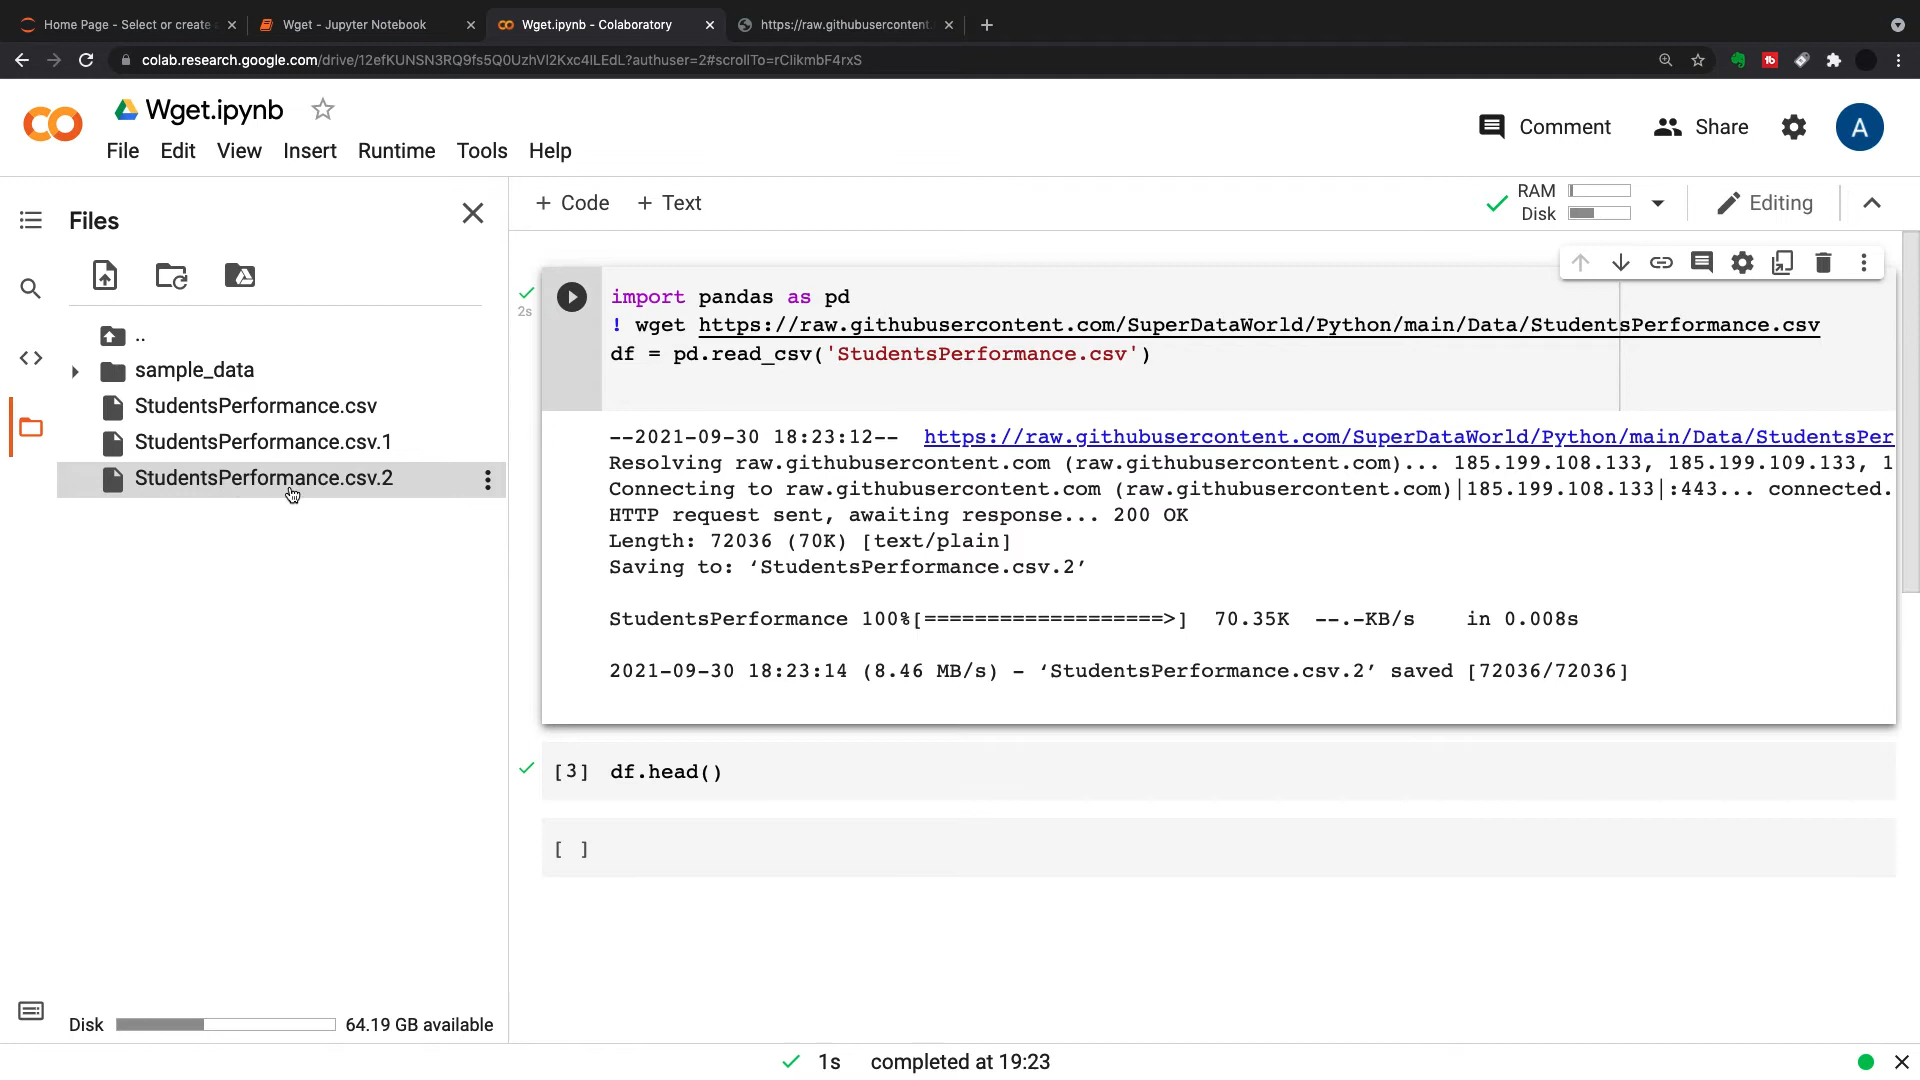 Home Page - Select or create
Wget - Jupyter Notebook
Wget.ipynb - Colaboratory
https://raw.githubusercontent.
colab.research.google.com/drive/12efKUNSN3RQ9fs5Q0UzhVl2Kxc4lLEdL?authuser=2#scrollTo=rCIikmbF4rxS
Wget.ipynb
Comment
Share
A
File Edit View Insert Runtime Tools Help
Files
+ Code + Text
RAM
Disk
Editing
..
sample_data
StudentsPerformance.csv
StudentsPerformance.csv.1
StudentsPerformance.csv.2
Disk 64.19 GB available
2s
import pandas as pd
! wget https://raw.githubusercontent.com/SuperDataWorld/Python/main/Data/StudentsPerformance.csv
df = pd.read_csv('StudentsPerformance.csv')
--2021-09-30 18:23:12-- https://raw.githubusercontent.com/SuperDataWorld/Python/main/Data/StudentsPer
Resolving raw.githubusercontent.com (raw.githubusercontent.com)... 185.199.108.133, 185.199.109.133, 1
Connecting to raw.githubusercontent.com (raw.githubusercontent.com)|185.199.108.133|:443... connected.
HTTP request sent, awaiting response... 200 OK
Length: 72036 (70K) [text/plain]
Saving to: ‘StudentsPerformance.csv.2’
StudentsPerformance 100%[===================>] 70.35K --.-KB/s in 0.008s
2021-09-30 18:23:14 (8.46 MB/s) - ‘StudentsPerformance.csv.2’ saved [72036/72036]
[3] df.head()
[ ]
1s completed at 19:23